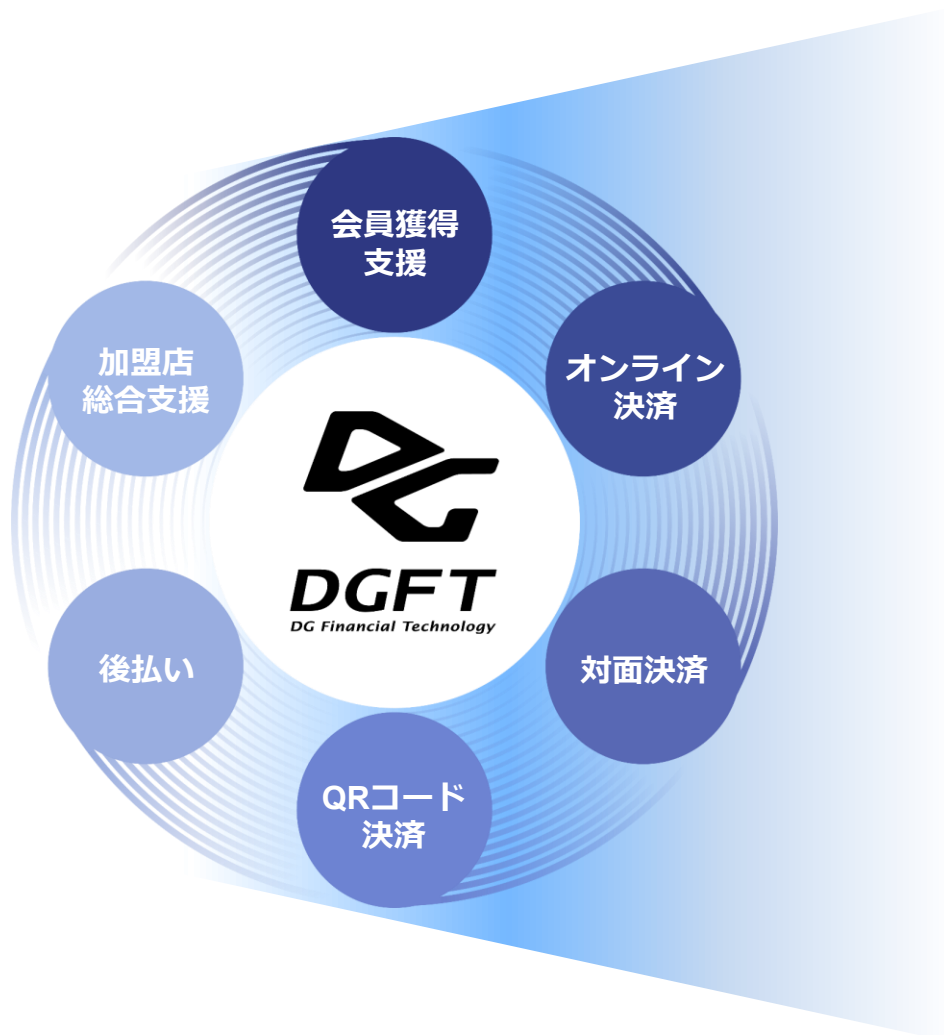 会員獲得
支援
オンライン
決済
対面決済
QRコード
決済
後払い
加盟店
総合支援
DG
DGFT
DG Financial Technology